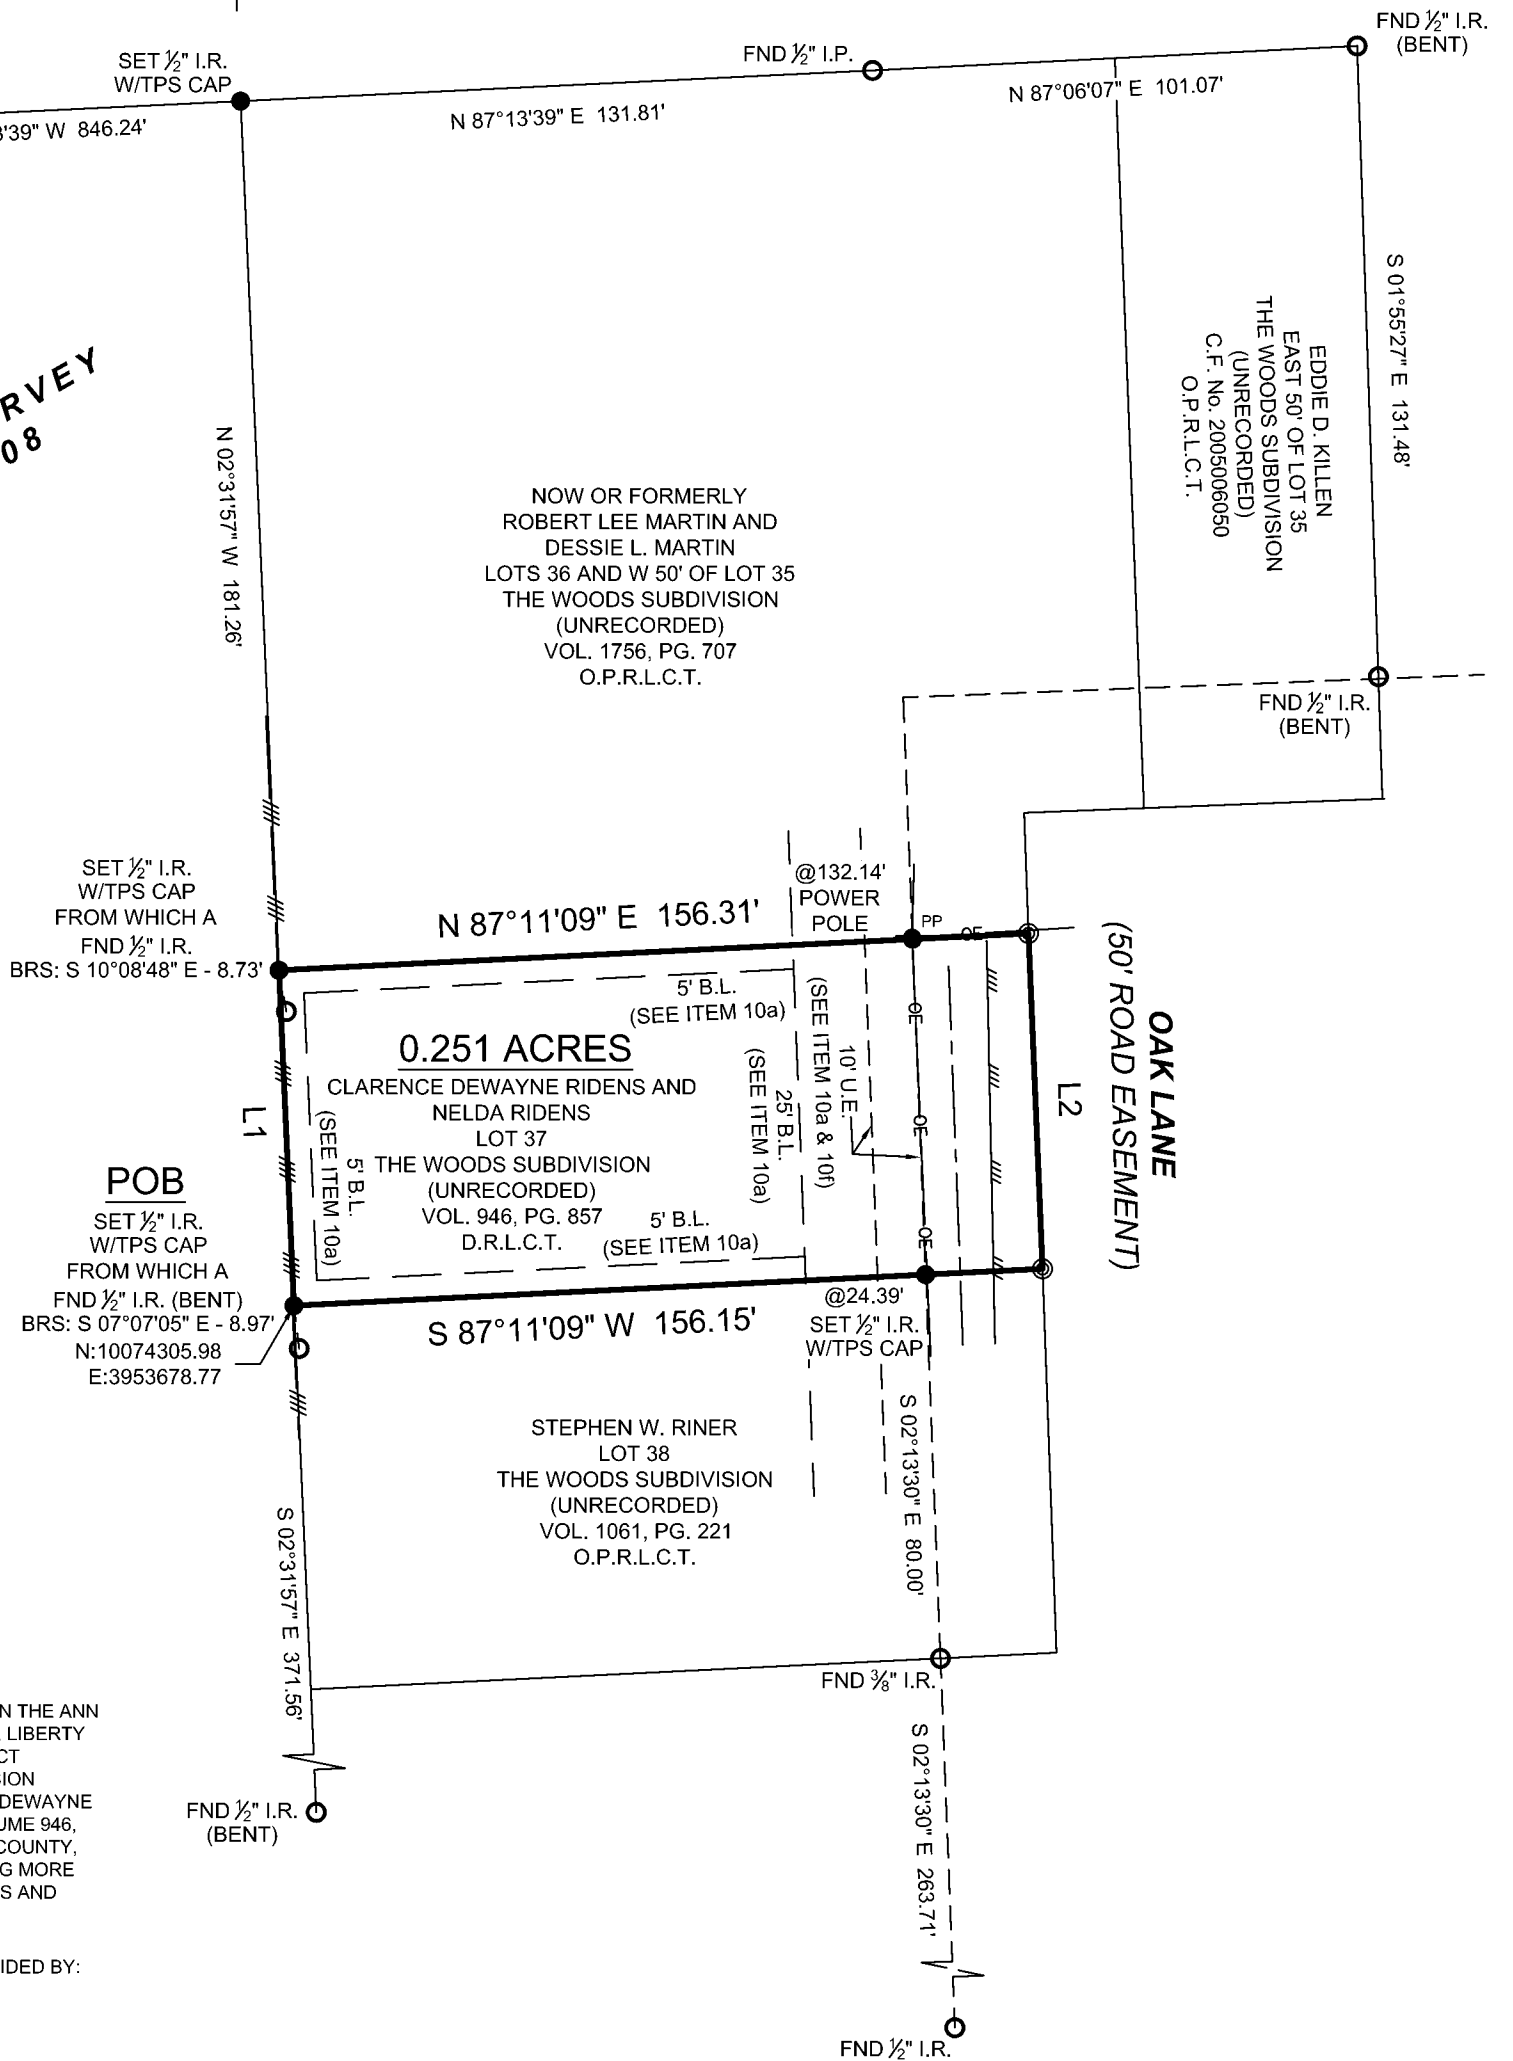 FND ½" I.R.
(BENT)
SET ½" I.R.
W/TPS CAP
FND ½" I.P.
N 87°06'07" E 101.07'
N 87°13'39" E 131.81'
'39" W 846.24'
S 01°55'27" E 131.48'
EDDIE D. KILLEN
EAST 50' OF LOT 35
THE WOODS SUBDIVISION
(UNRECORDED)
C.F. No. 2005006050
O.P.R.L.C.T.
RVEY
08
N 02°31'57" W 181.26'
NOW OR FORMERLY
ROBERT LEE MARTIN AND
DESSIE L. MARTIN
LOTS 36 AND W 50' OF LOT 35
THE WOODS SUBDIVISION
(UNRECORDED)
VOL. 1756, PG. 707
O.P.R.L.C.T.
FND ½" I.R.
(BENT)
SET ½" I.R.
W/TPS CAP
FROM WHICH A
FND ½" I.R.
BRS: S 10°08'48" E - 8.73'
N 87°11'09" E 156.31'
@132.14'
POWER
POLE
PP
OE
5' B.L.
(SEE ITEM 10a)
(SEE ITEM 10a & 10f)
10' U.E.
OE
OE
OE
25' B.L.
(SEE ITEM 10a)
0.251 ACRES
CLARENCE DEWAYNE RIDENS AND
NELDA RIDENS
LOT 37
THE WOODS SUBDIVISION
(UNRECORDED)
VOL. 946, PG. 857
D.R.L.C.T.
5' B.L.
(SEE ITEM 10a)
5' B.L.
(SEE ITEM 10a)
L1
L2
OAK LANE
(50' ROAD EASEMENT)
POB
SET ½" I.R.
W/TPS CAP
FROM WHICH A
FND ½" I.R. (BENT)
BRS: S 07°07'05" E - 8.97'
N:10074305.98
E:3953678.77
S 87°11'09" W 156.15'
@24.39'
SET ½" I.R.
W/TPS CAP
S 02°13'30" E 80.00'
STEPHEN W. RINER
LOT 38
THE WOODS SUBDIVISION
(UNRECORDED)
VOL. 1061, PG. 221
O.P.R.L.C.T.
S 02°31'57" E 371.56'
FND ⅜" I.R.
S 02°13'30" E 263.71'
FND ½" I.R.
(BENT)
N THE ANN
LIBERTY
CT
ION
DEWAYNE
UME 946,
COUNTY,
G MORE
S AND
IDED BY:
FND ½" I.R.